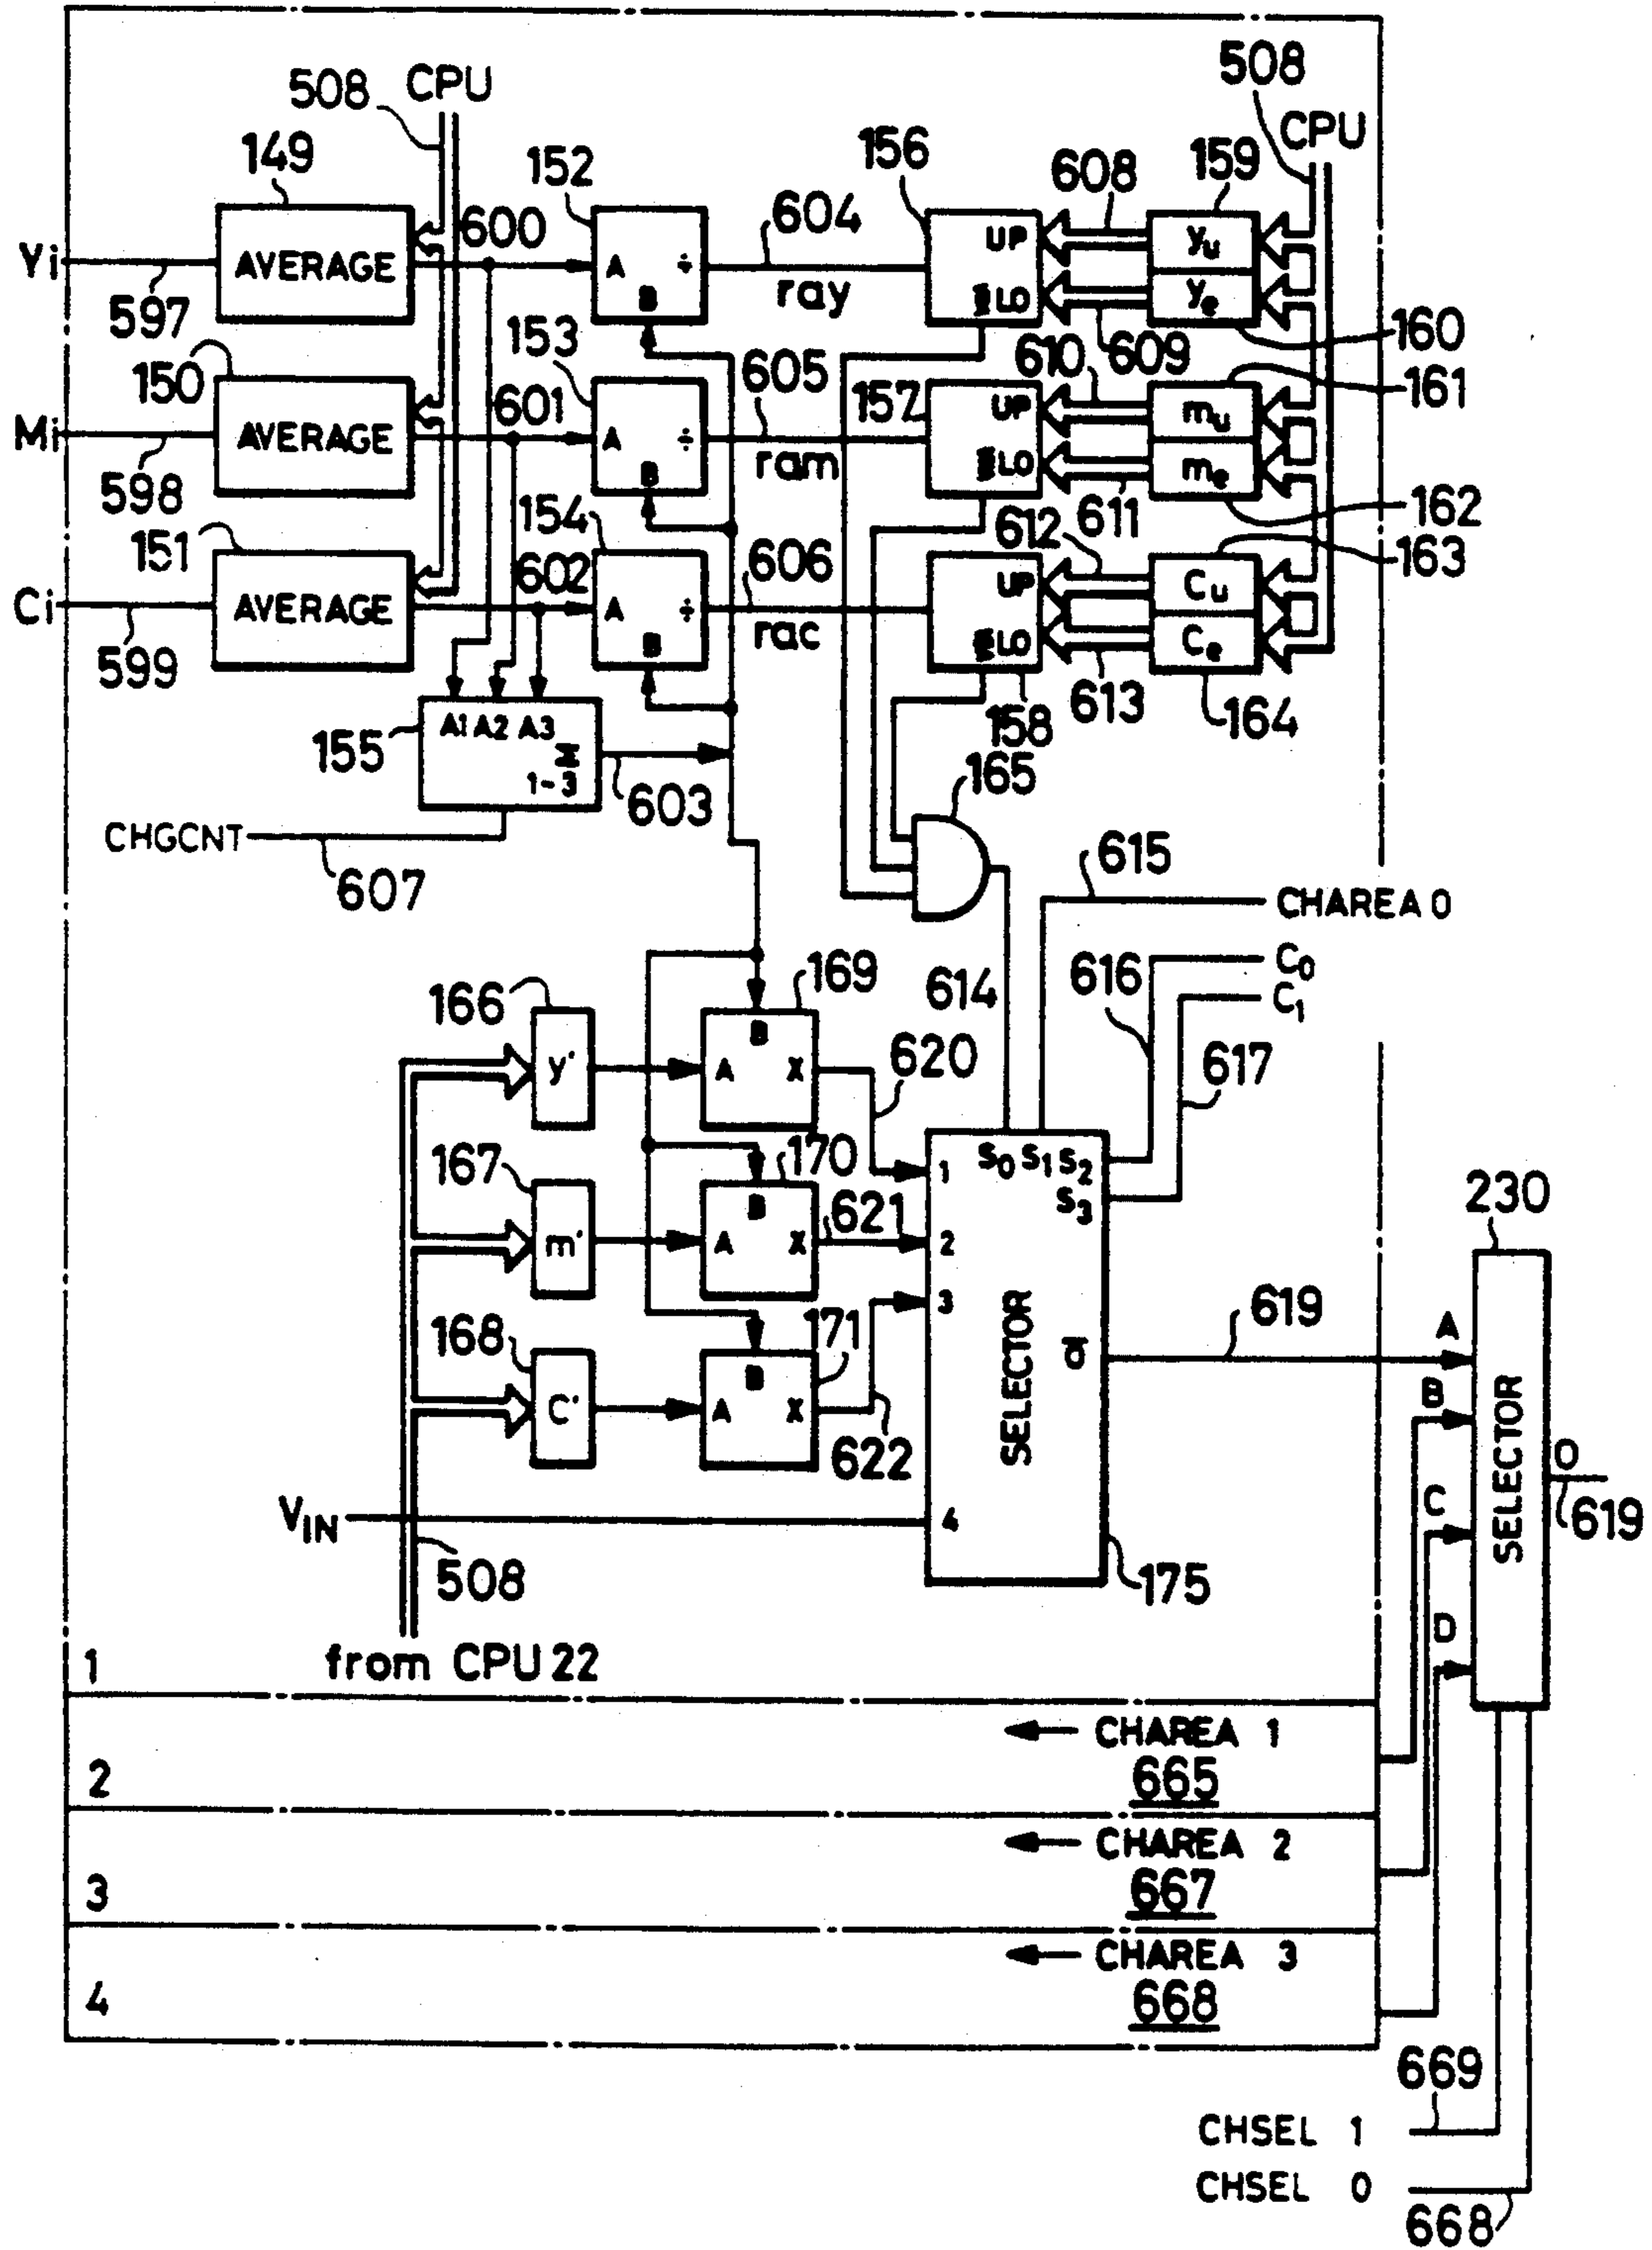 508 CPU
508
CPU
149
152
156
608
159
Yi
597
AVERAGE
600
A B ÷
604
ray
UP
LO
609
yu
ye
160
150
153
605
157
610
161
Mi
598
AVERAGE
601
A B ÷
ram
UP
LO
611
mu
me
162
151
154
606
612
163
Ci
599
AVERAGE
602
A B ÷
rac
UP
LO
613
Cu
Ce
158
164
155
A1 A2 A3
1-3
603
165
CHGCNT
607
615
CHAREA 0
614
616
C0
C1
617
166
y'
169
A B X
620
167
m'
170
A B X
621
168
C'
171
A B X
622
1
2
3
4
S0 S1 S2
S3
SELECTOR
O̅
175
VIN
508
from CPU 22
619
230
A
B
C
D
SELECTOR
O
619
1
2
CHAREA 1
665
3
CHAREA 2
667
4
CHAREA 3
668
669
CHSEL 1
CHSEL 0
668